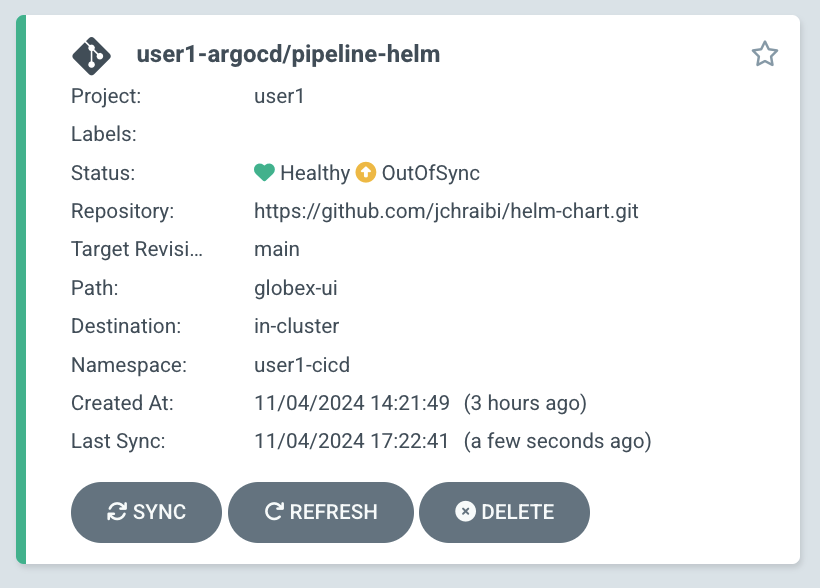 user1-argocd/pipeline-helm
Project: user1
Labels:
Status: Healthy OutOfSync
Repository: https://github.com/jchraibi/helm-chart.git
Target Revisi... main
Path: globex-ui
Destination: in-cluster
Namespace: user1-cicd
Created At: 11/04/2024 14:21:49 (3 hours ago)
Last Sync: 11/04/2024 17:22:41 (a few seconds ago)
SYNC REFRESH DELETE